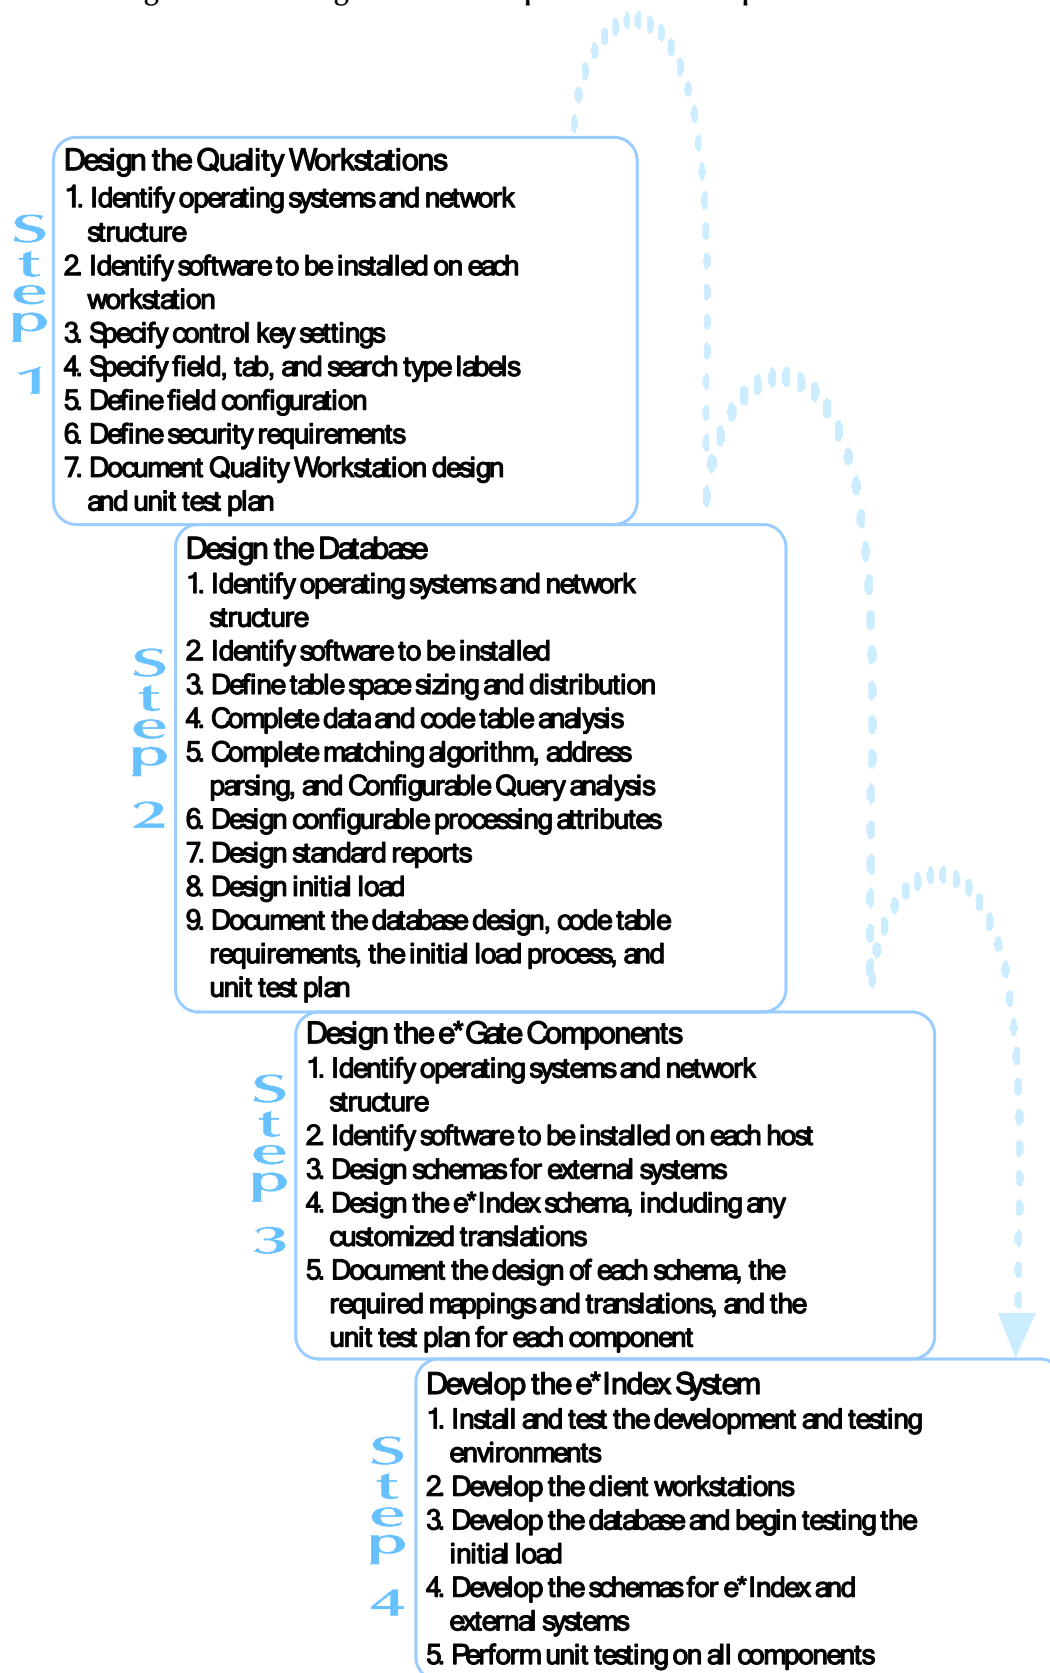 Design the Quality Workstations
1. Identify operating systems and network
structure
2. Identify software to be installed on each
workstation
3. Specify control key settings
4. Specify field, tab, and search type labels
5. Define field configuration
6. Define security requirements
7. Document Quality Workstation design
and unit test plan
Step 1
Design the Database
1. Identify operating systems and network
structure
2. Identify software to be installed
3. Define table space sizing and distribution
4. Complete data and code table analysis
5. Complete matching algorithm, address
parsing, and Configurable Query analysis
6. Design configurable processing attributes
7. Design standard reports
8. Design initial load
9. Document the database design, code table
requirements, the initial load process, and
unit test plan
Step 2
Design the e*Gate Components
1. Identify operating systems and network
structure
2. Identify software to be installed on each host
3. Design schemas for external systems
4. Design the e*Index schema, including any
customized translations
5. Document the design of each schema, the
required mappings and translations, and the
unit test plan for each component
Step 3
Develop the e*Index System
1. Install and test the development and testing
environments
2. Develop the client workstations
3. Develop the database and begin testing the
initial load
4. Develop the schemas for e*Index and
external systems
5. Perform unit testing on all components
Step 4